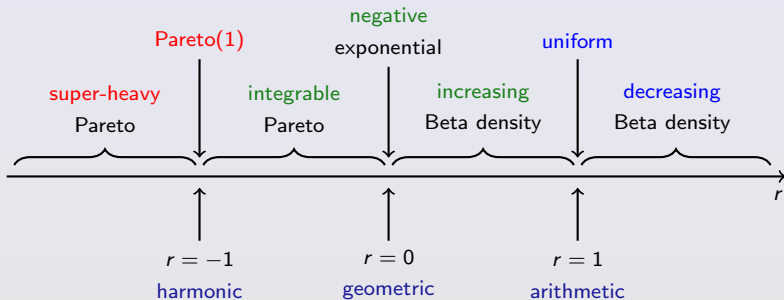 negative
Pareto(1)
exponential
uniform
super-heavy
Pareto
integrable
Pareto
increasing
Beta density
decreasing
Beta density
r
r = −1
harmonic
r = 0
geometric
r = 1
arithmetic